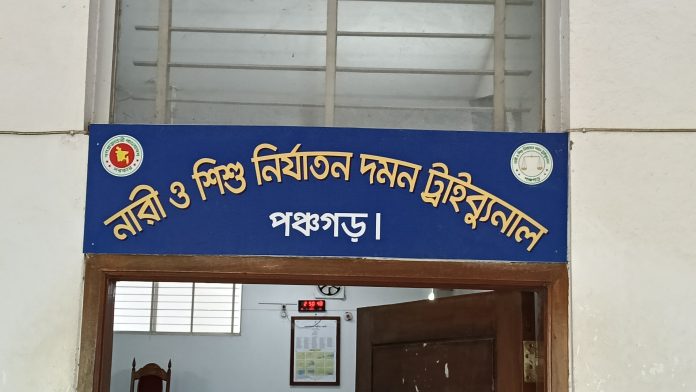 নারী ও শিশু নির্যাতন দমন ট্রাইব্যুনাল
পঞ্চগড়।